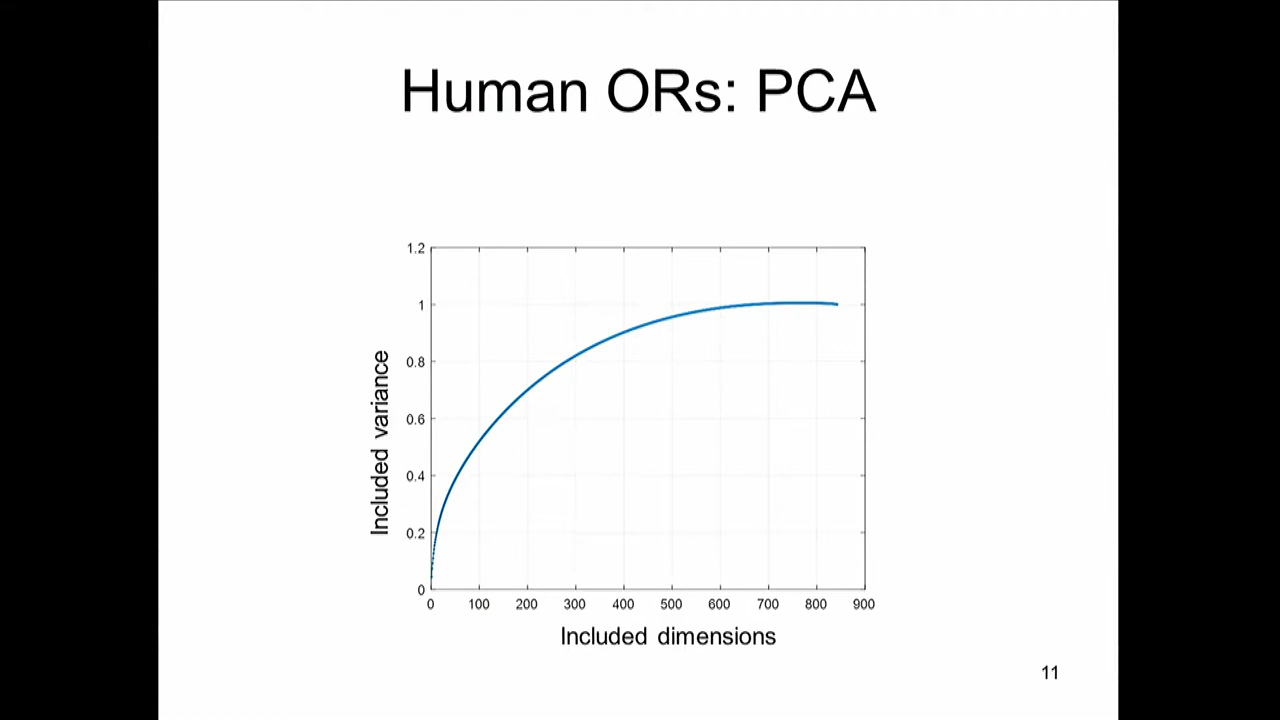 Human ORs: PCA
1.2
1
0.8
0.6
0.4
0.2
0
Included variance
0 100 200 300 400 500 600 700 800 900
Included dimensions
11